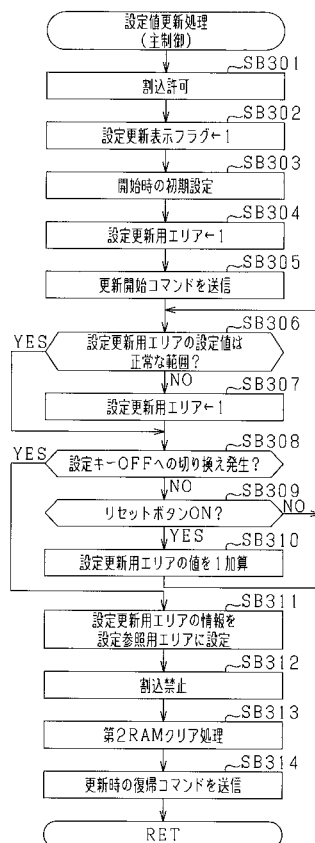 設定値更新処理
(主制御)
SB301
割込許可
SB302
設定更新表示フラグ←1
SB303
開始時の初期設定
SB304
設定更新用エリア←1
SB305
更新開始コマンドを送信
SB306
YES
設定更新用エリアの設定値は
正常な範囲?
NO
SB307
設定更新用エリア←1
SB308
YES
設定キーOFFへの切り換え発生?
NO
SB309
リセットボタンON?
NO
YES
SB310
設定更新用エリアの値を1加算
SB311
設定更新用エリアの情報を
設定参照用エリアに設定
SB312
割込禁止
SB313
第2RAMクリア処理
SB314
更新時の復帰コマンドを送信
RET